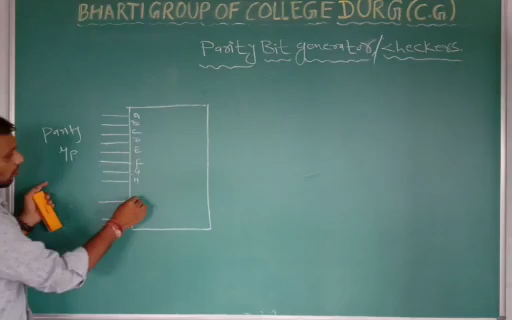 BHARTI GROUP OF COLLEGE DURG (C.G)
Parity Bit generator/checkers
Parity
I/P
A
B
C
D
E
F
G
H